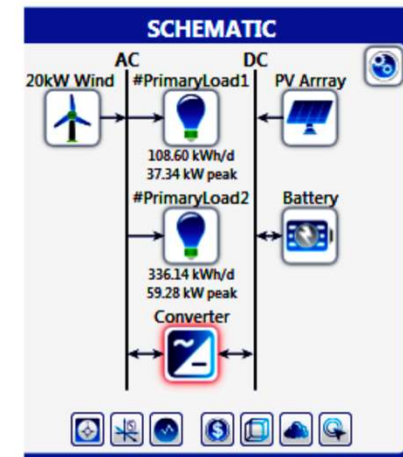 SCHEMATIC
AC DC
20kW Wind #PrimaryLoad1 PV Arrray
108.60 kWh/d
37.34 kW peak
#PrimaryLoad2 Battery
336.14 kWh/d
59.28 kW peak
Converter